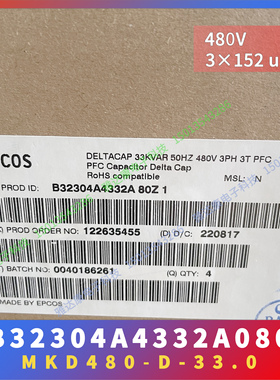 480V
3×152 u
COS
DELTACAP 33KVAR 50HZ 480V 3PH 3T PFC
PFC Capacitor Delta Cap
RoHS compatible
MSL: N
PROD ID: B32304A4332A 80Z 1
PROD ORDER NO: 122635455
(D) D/C: 220817
T) BATCH NO: 0040186261
(Q) QTY: 4
MADE BY EPCOS
B32304A4332A080
MKD480-D-33.0